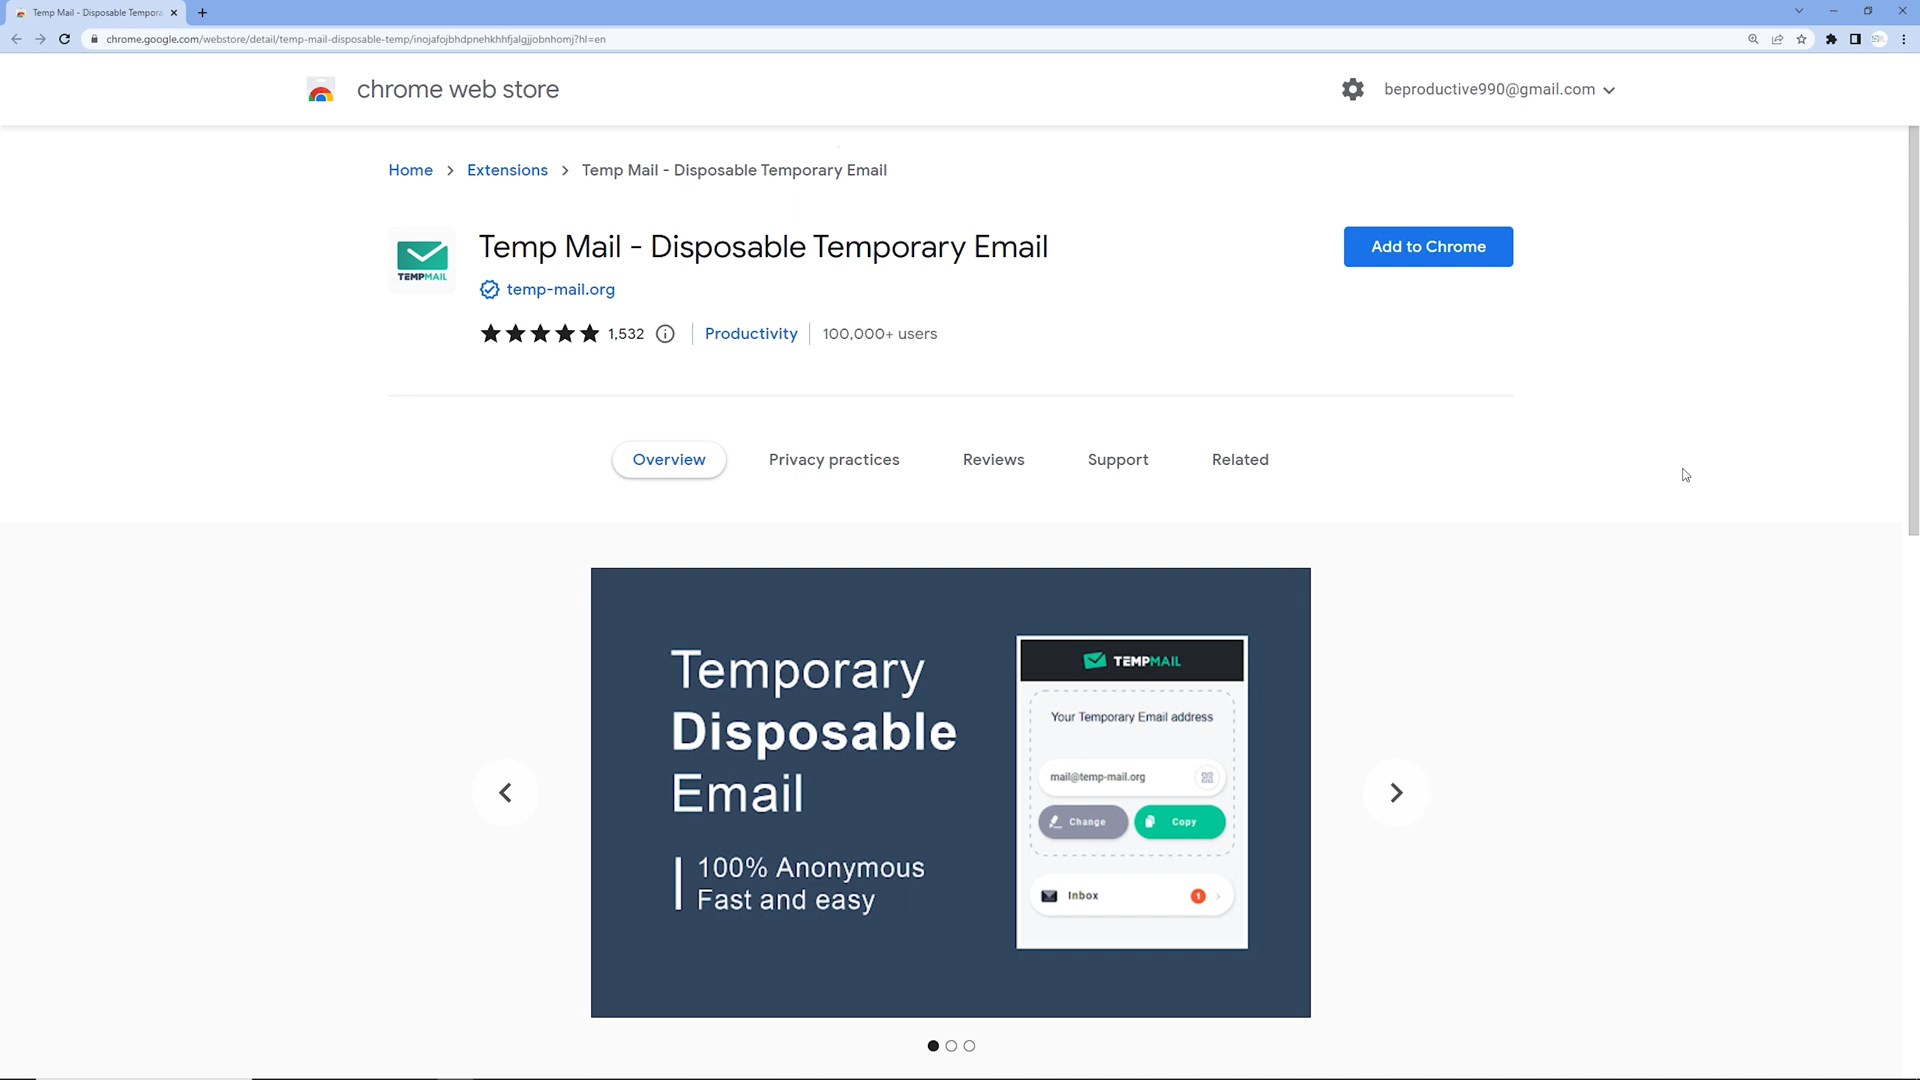 Temp Mail - Disposable Tempora
chrome.google.com/webstore/detail/temp-mail-disposable-temp/inojafojbhdpnehkhhfjalgjjobnhomj?hl=en
chrome web store
beproductive990@gmail.com
Home > Extensions > Temp Mail - Disposable Temporary Email
TEMPMAIL
Temp Mail - Disposable Temporary Email
Add to Chrome
temp-mail.org
1,532
Productivity
100,000+ users
Overview
Privacy practices
Reviews
Support
Related
Temporary
Disposable
Email
100% Anonymous
Fast and easy
TEMPMAIL
Your Temporary Email address
mail@temp-mail.org
Change
Copy
Inbox
1